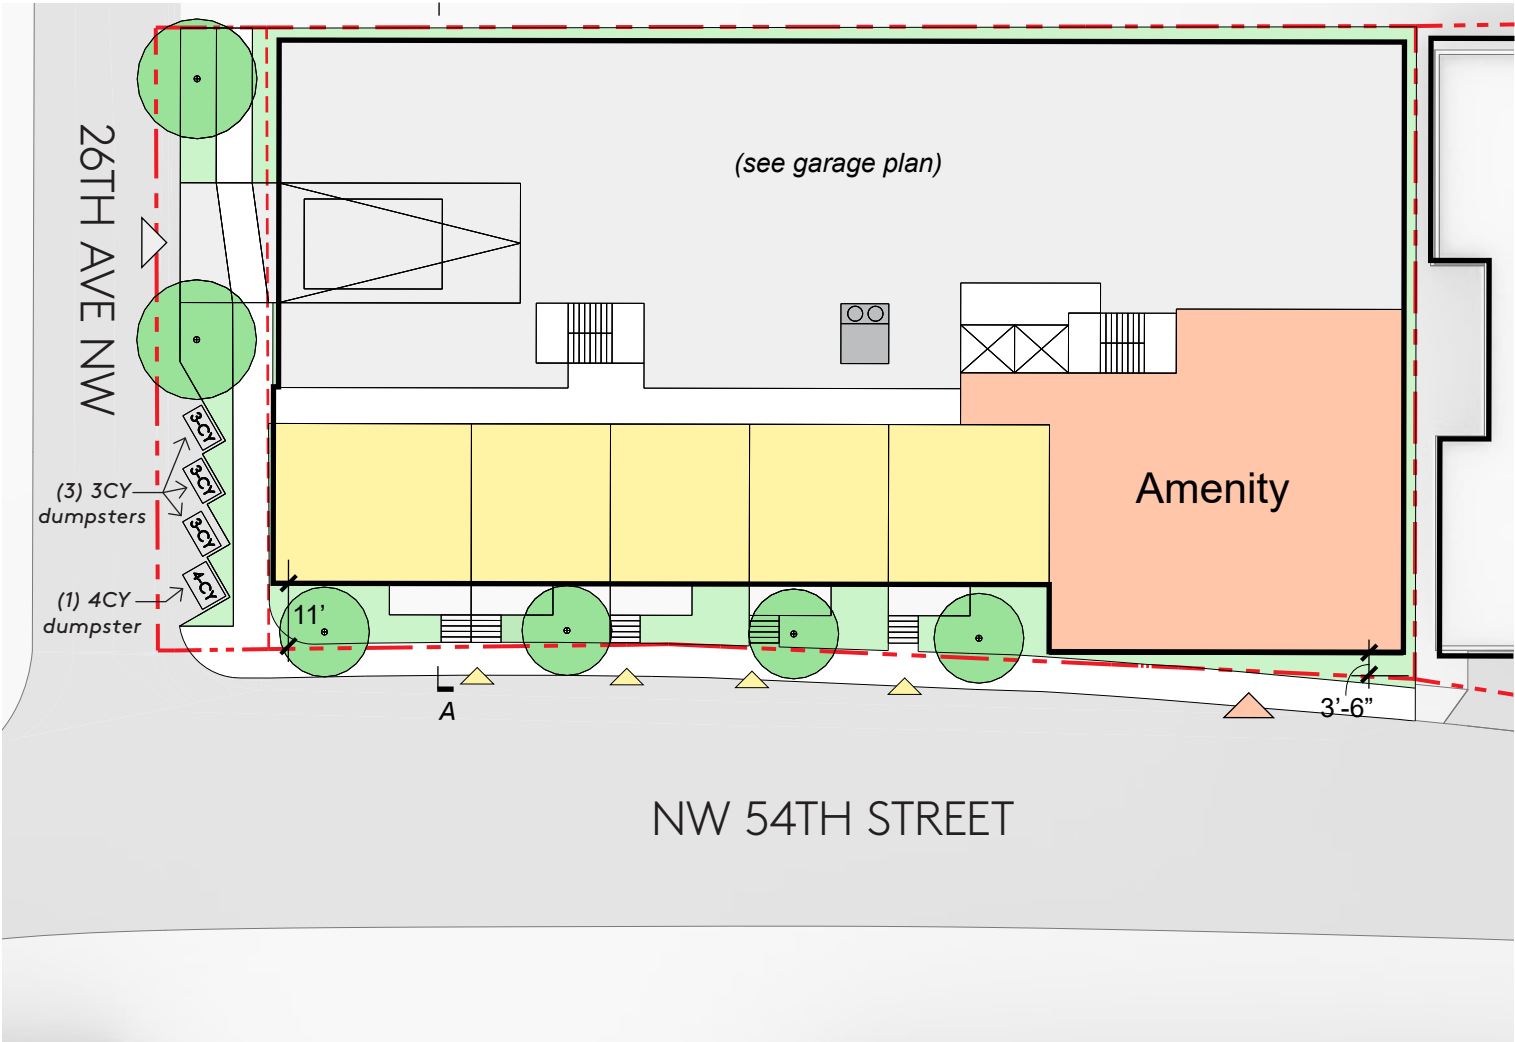 26TH AVE NW
(see garage plan)
3-CY
3-CY
3-CY
4-CY
(3) 3CY
dumpsters
(1) 4CY
dumpster
Amenity
11’
3’-6”
A
NW 54TH STREET